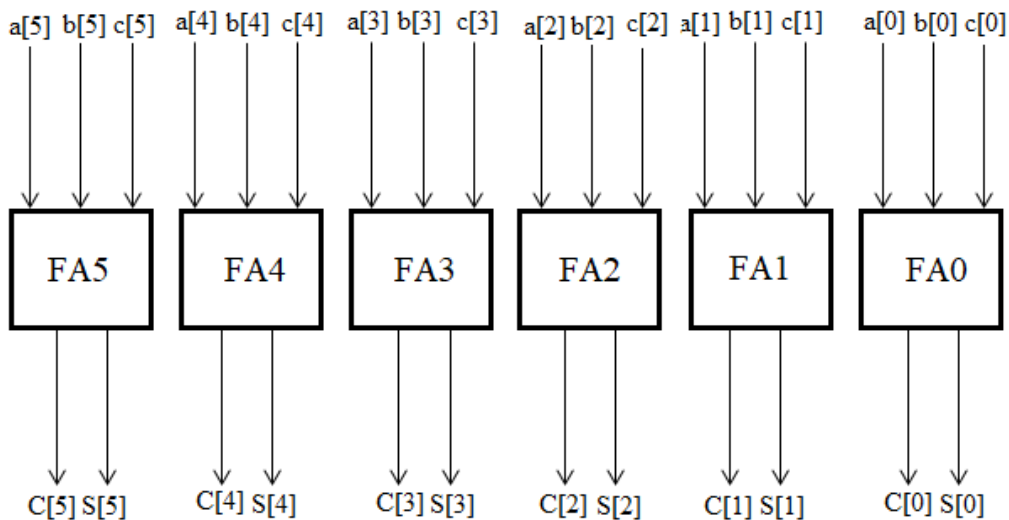 a[5] b[5] c[5] a[4] b[4] c[4] a[3] b[3] c[3] a[2] b[2] c[2] a[1] b[1] c[1] a[0] b[0] c[0]
FA5 FA4 FA3 FA2 FA1 FA0
C[5] S[5] C[4] S[4] C[3] S[3] C[2] S[2] C[1] S[1] C[0] S[0]